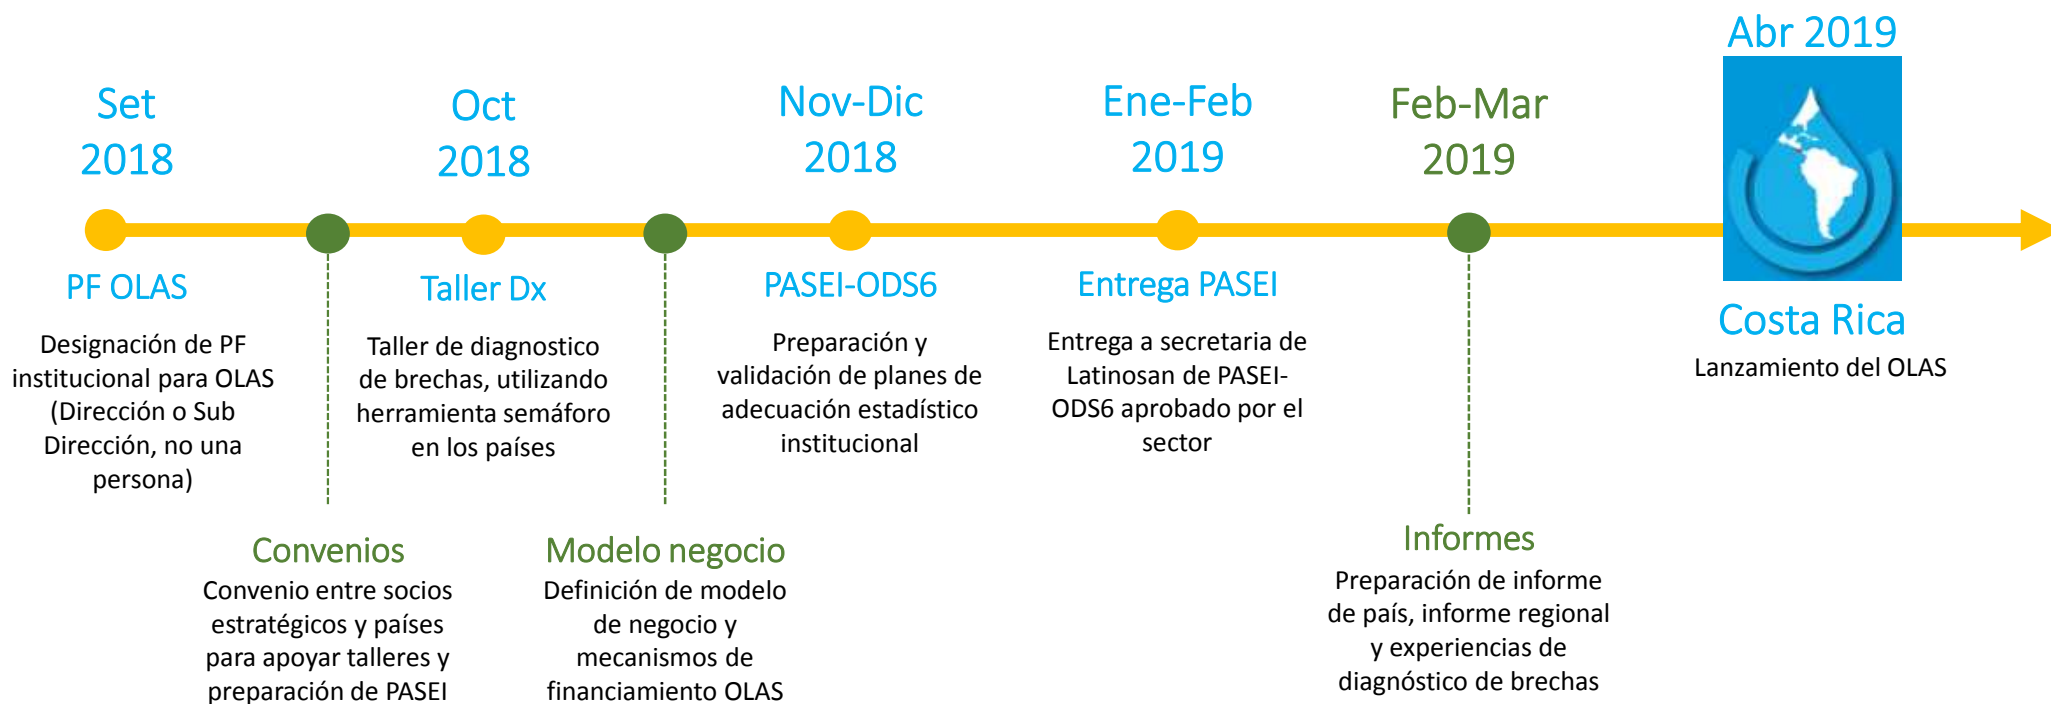 Set
2018
Oct
2018
Nov-Dic
2018
Ene-Feb
2019
Feb-Mar
2019
Abr 2019
PF OLAS
Designación de PF
institucional para OLAS
(Dirección o Sub
Dirección, no una
persona)
Taller Dx
Taller de diagnostico
de brechas, utilizando
herramienta semáforo
en los países
PASEI-ODS6
Preparación y
validación de planes de
adecuación estadístico
institucional
Entrega PASEI
Entrega a secretaria de
Latinosan de PASEI-
ODS6 aprobado por el
sector
Costa Rica
Lanzamiento del OLAS
Convenios
Convenio entre socios
estratégicos y países
para apoyar talleres y
preparación de PASEI
Modelo negocio
Definición de modelo
de negocio y
mecanismos de
financiamiento OLAS
Informes
Preparación de informe
de país, informe regional
y experiencias de
diagnóstico de brechas